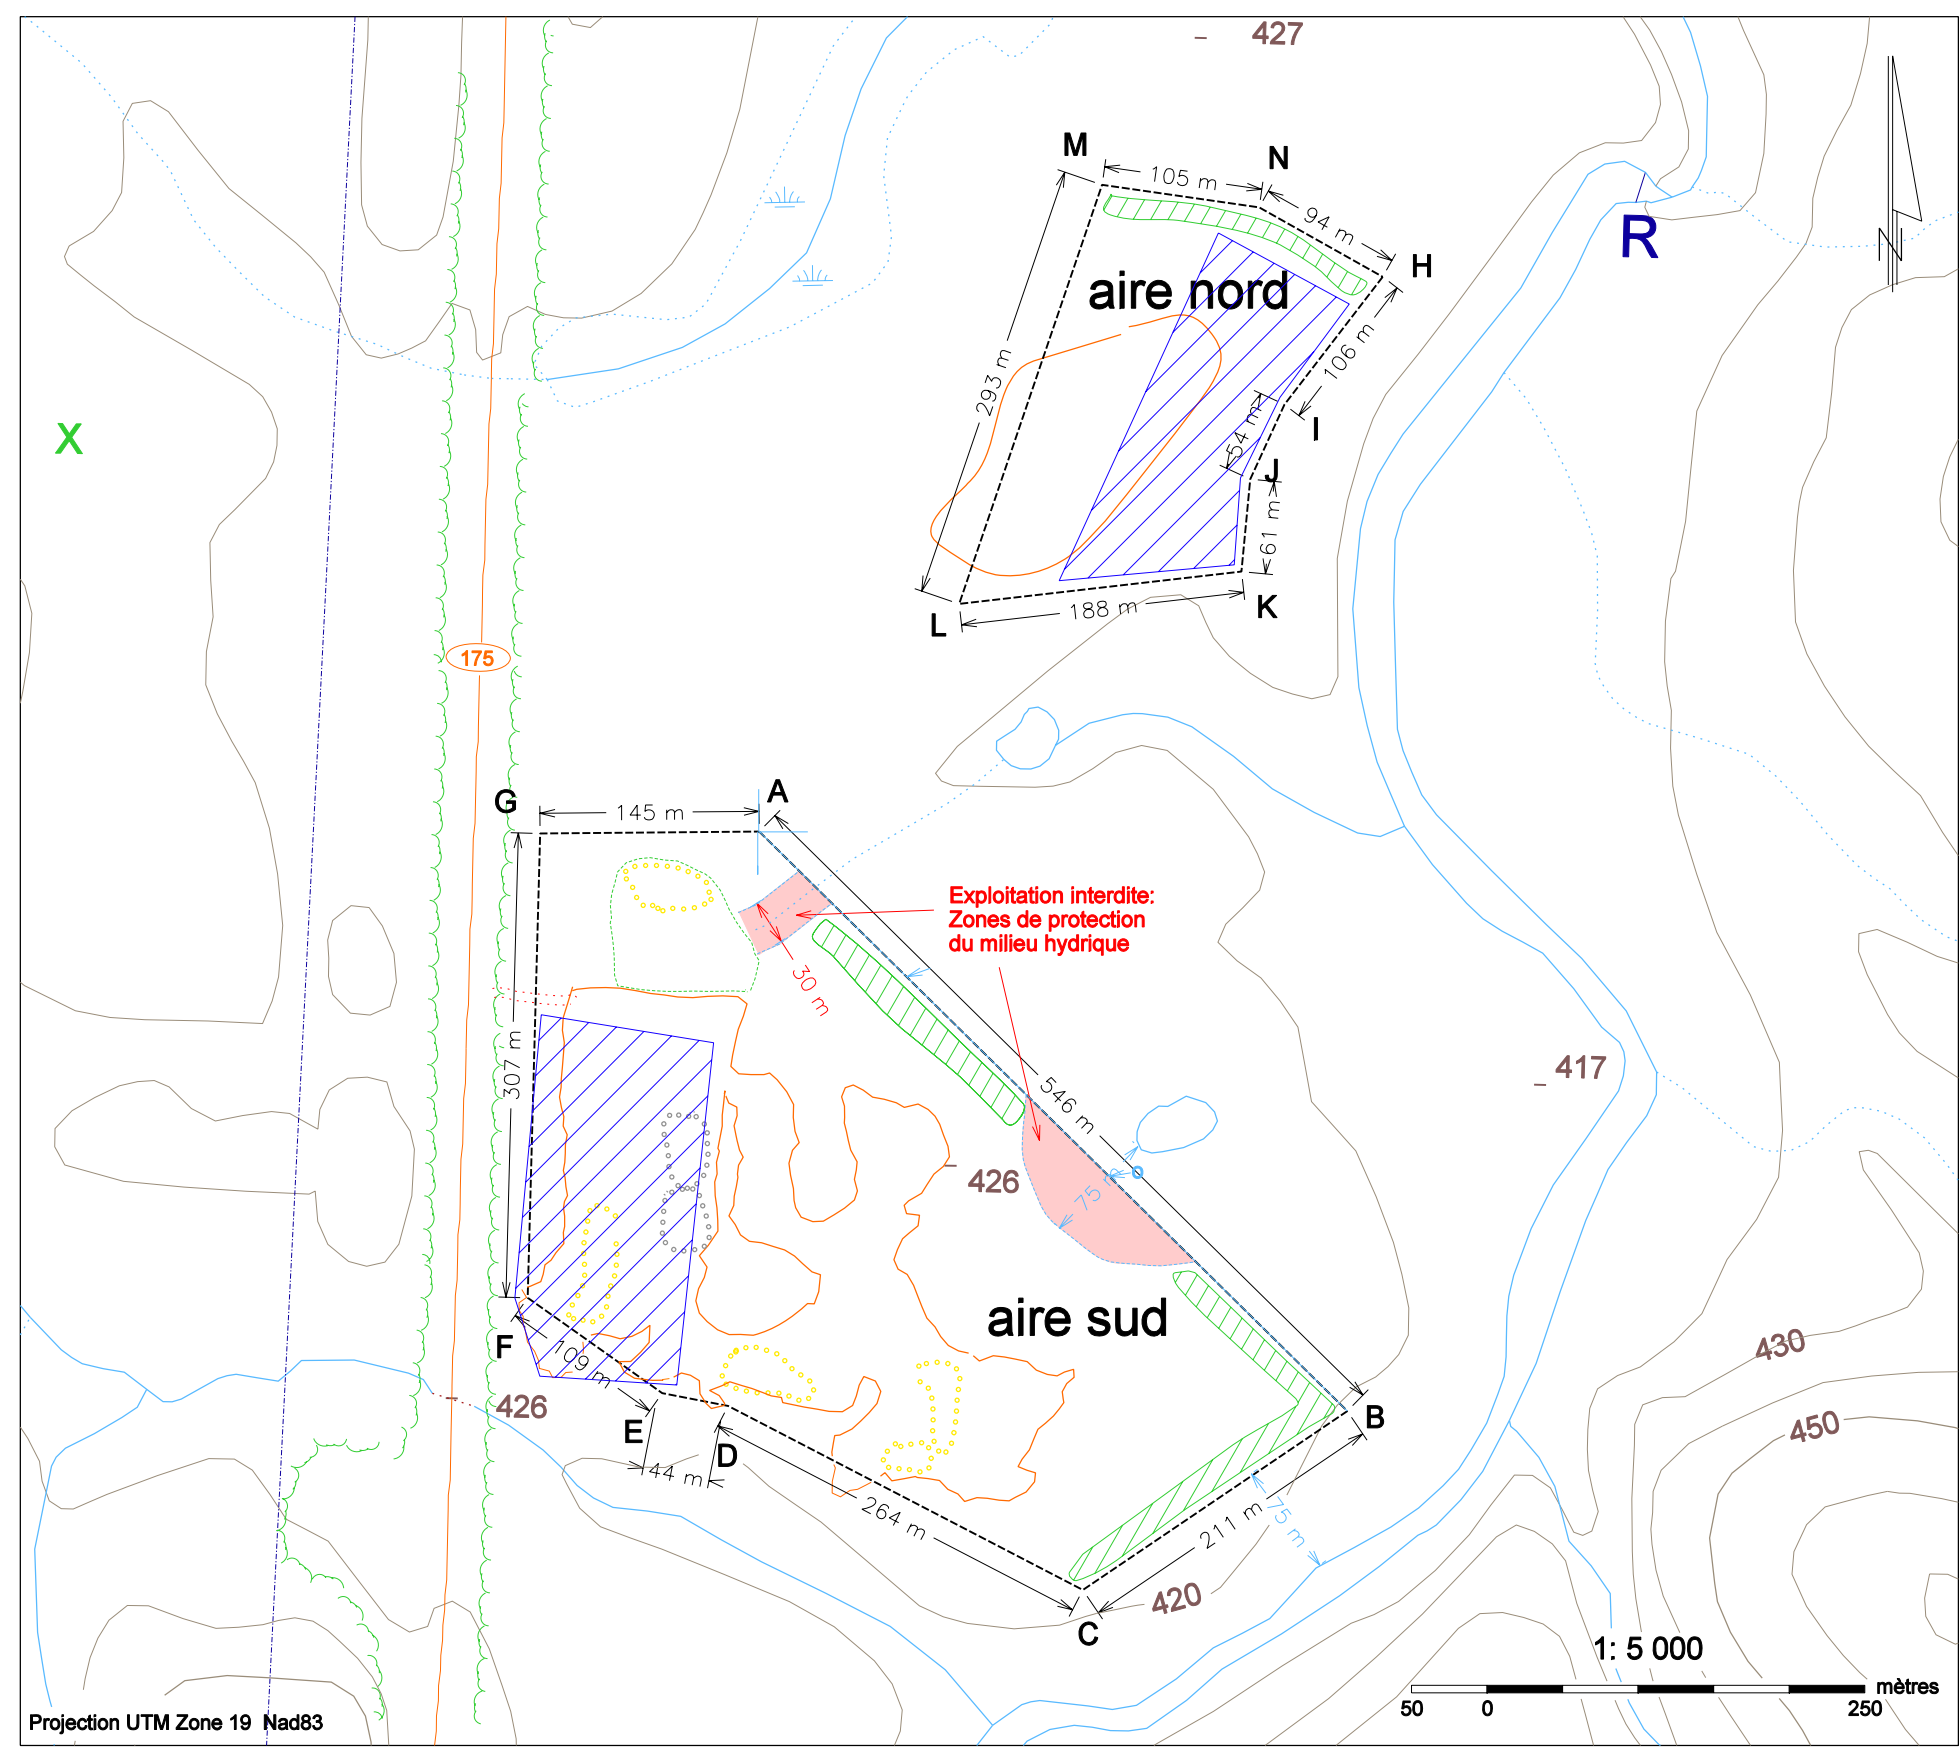 427
M
N
105 m
94 m
R
H
aire nord
106 m
293 m
X
54 m
I
J
61 m
188 m
K
L
175
G
A
145 m
Exploitation interdite:
Zones de protection
du milieu hydrique
30 m
307 m
546 m
417
426
75 m
aire sud
F
109 m
430
426
E
D
44 m
B
450
264 m
211 m
75 m
420
C
1: 5 000
mètres
50 0 250
Projection UTM Zone 19 Nad83
N